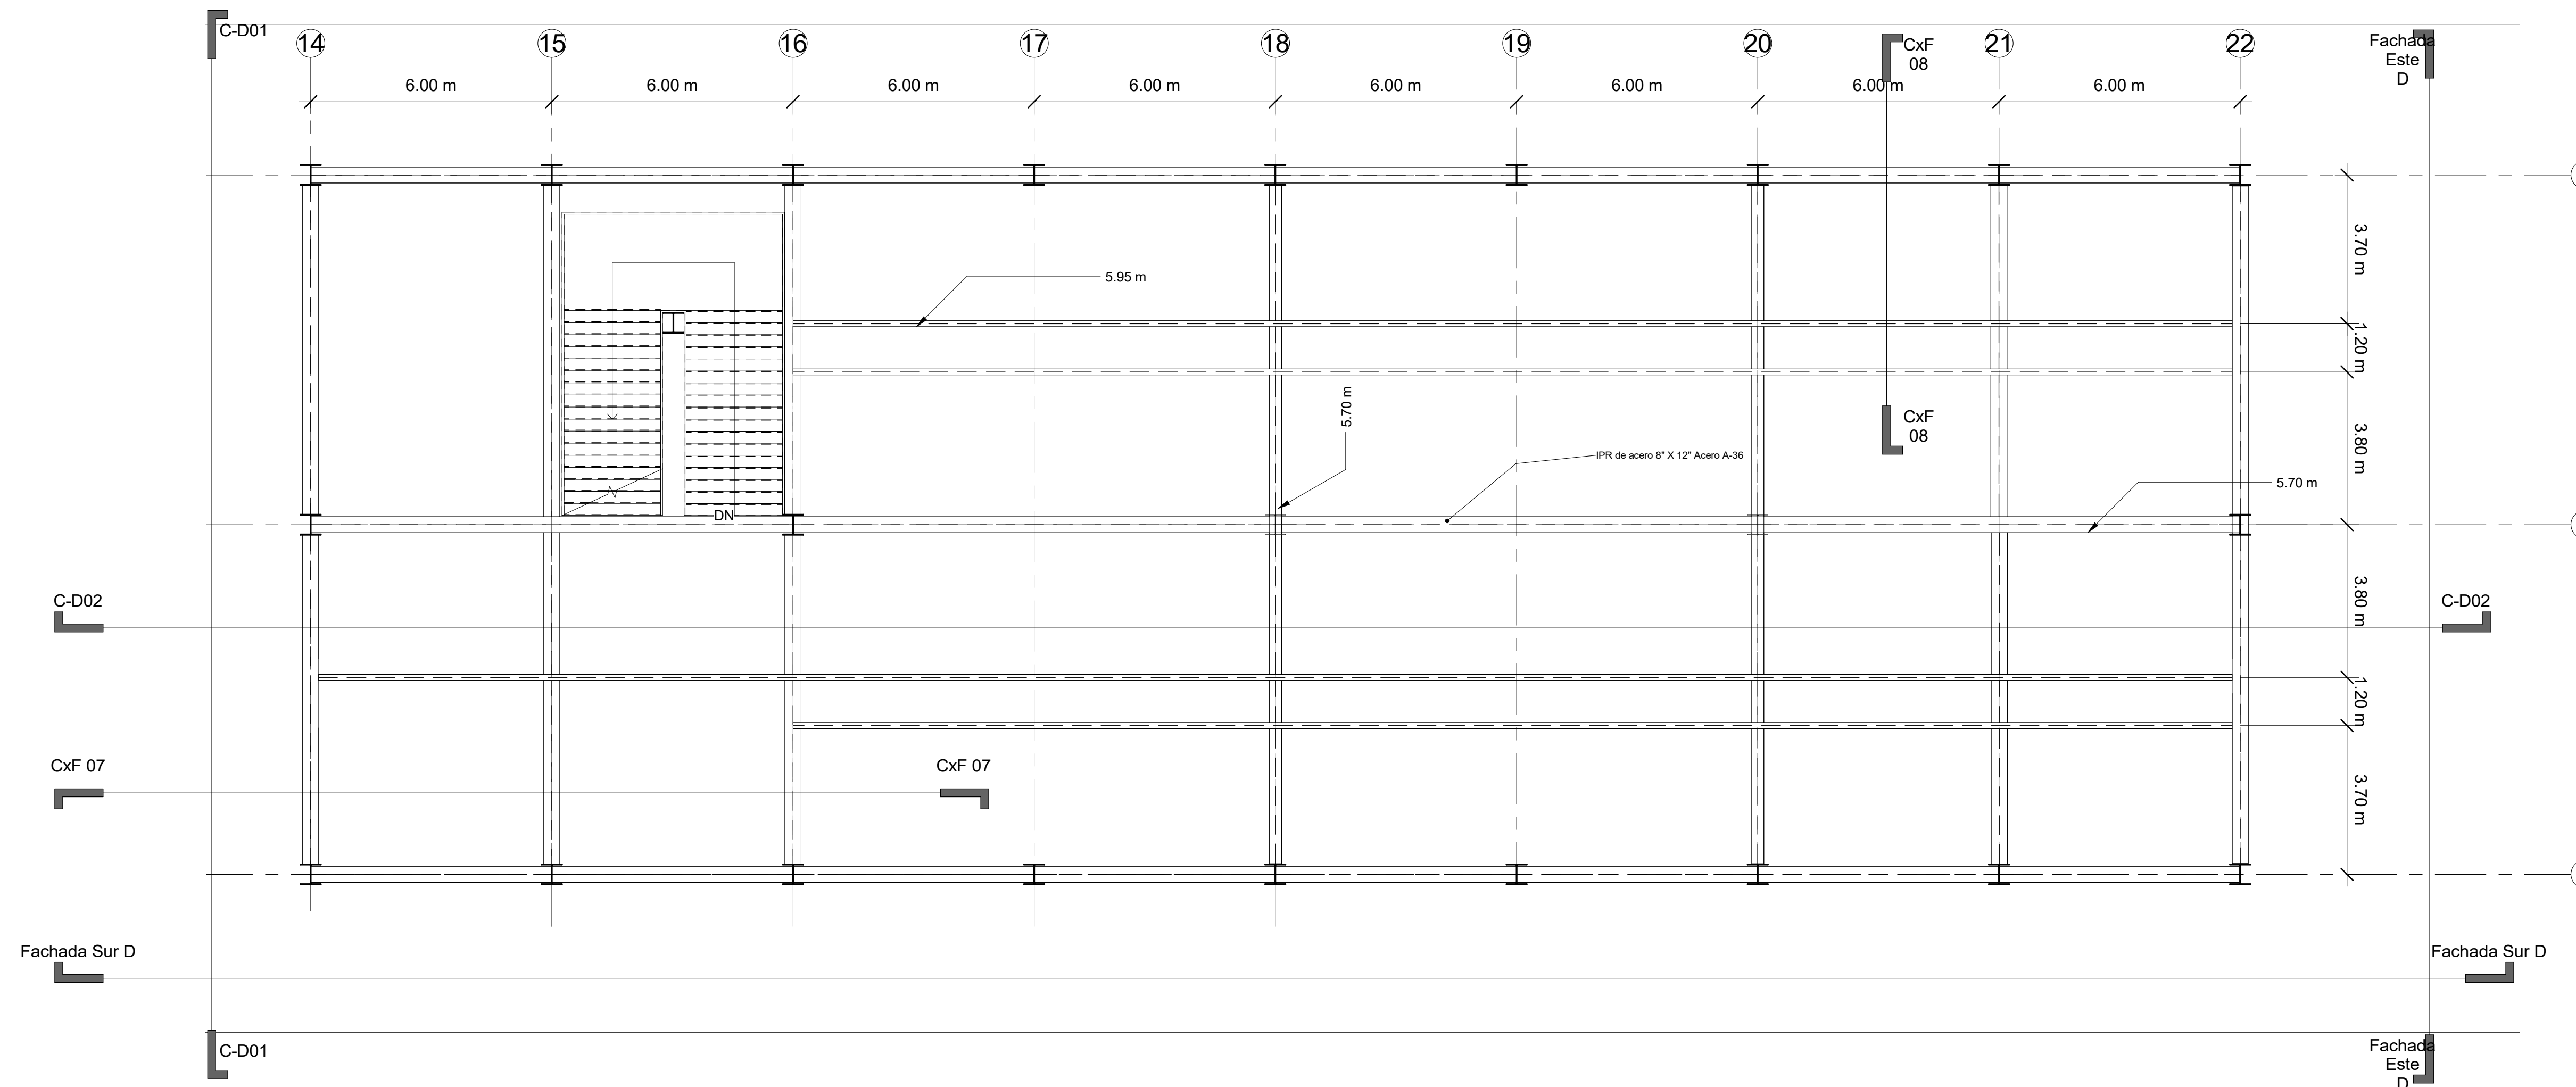 C-D01
14
15
16
17
18
19
20
21
22
CxF
08
Fachada
Este
D
6.00 m
6.00 m
6.00 m
6.00 m
6.00 m
6.00 m
6.00 m
6.00 m
3.70 m
5.95 m
1.20 m
5.70 m
CxF
08
3.80 m
IPR de acero 8" X 12" Acero A-36
5.70 m
DN
C-D02
C-D02
3.80 m
1.20 m
CxF 07
CxF 07
3.70 m
Fachada Sur D
Fachada Sur D
C-D01
Fachada
Este
D